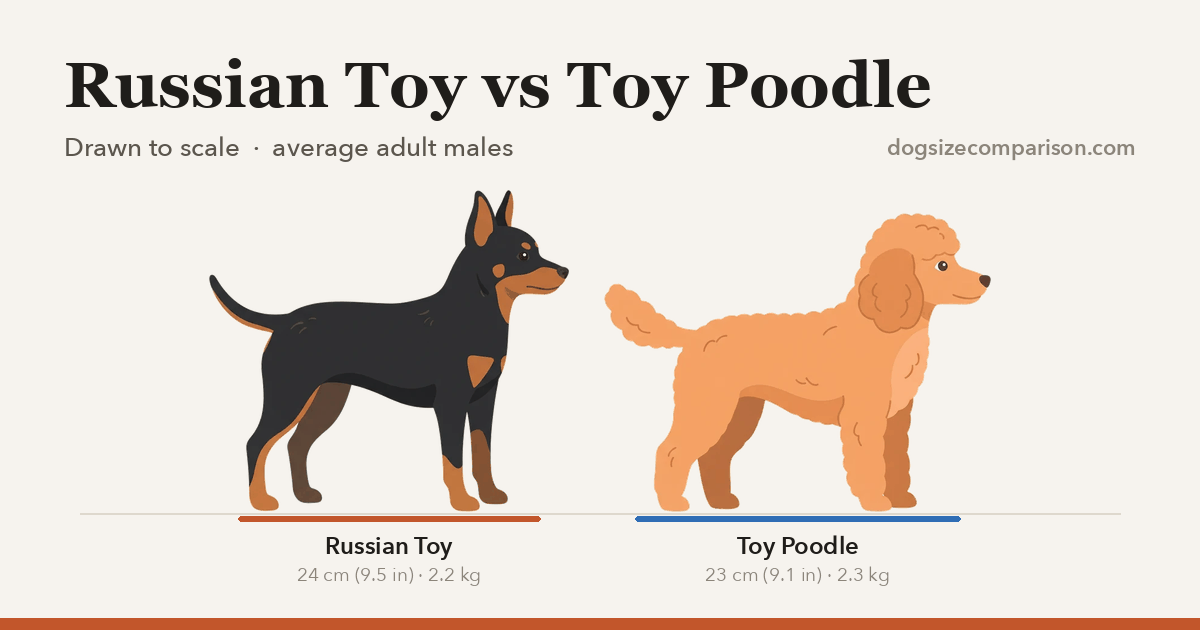 Russian Toy vs Toy Poodle
Drawn to scale · average adult males
dogsizecomparison.com
Russian Toy
24 cm (9.5 in) · 2.2 kg
Toy Poodle
23 cm (9.1 in) · 2.3 kg